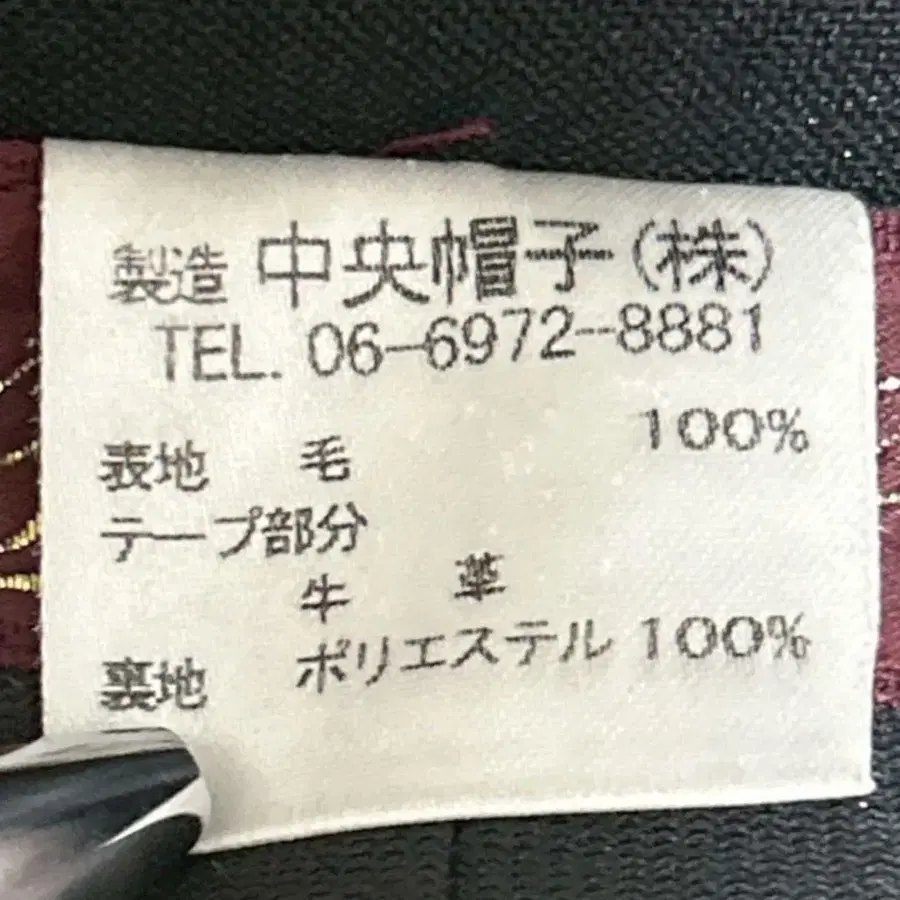 製造 中央帽子(株)
TEL. 06-6972-8881
表地 毛 100%
テープ部分
牛 革
裏地 ポリエステル 100%